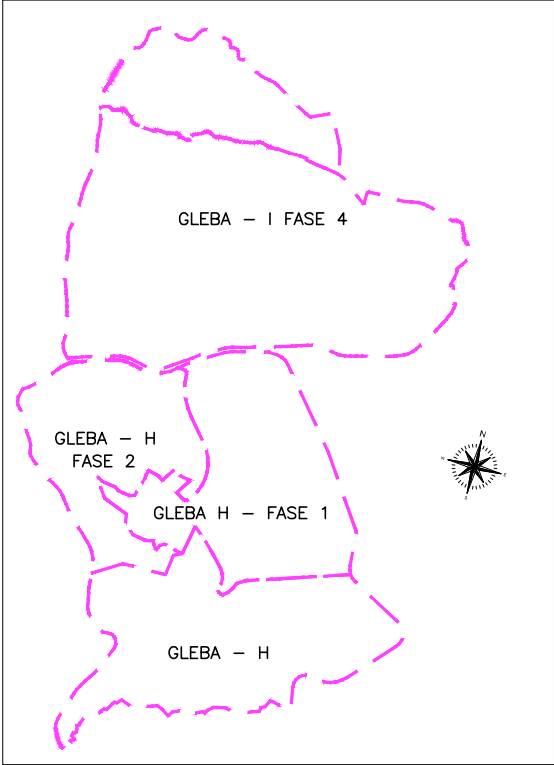 GLEBA - I FASE 4
GLEBA - H
FASE 2
N
GLEBA H - FASE 1
GLEBA - H